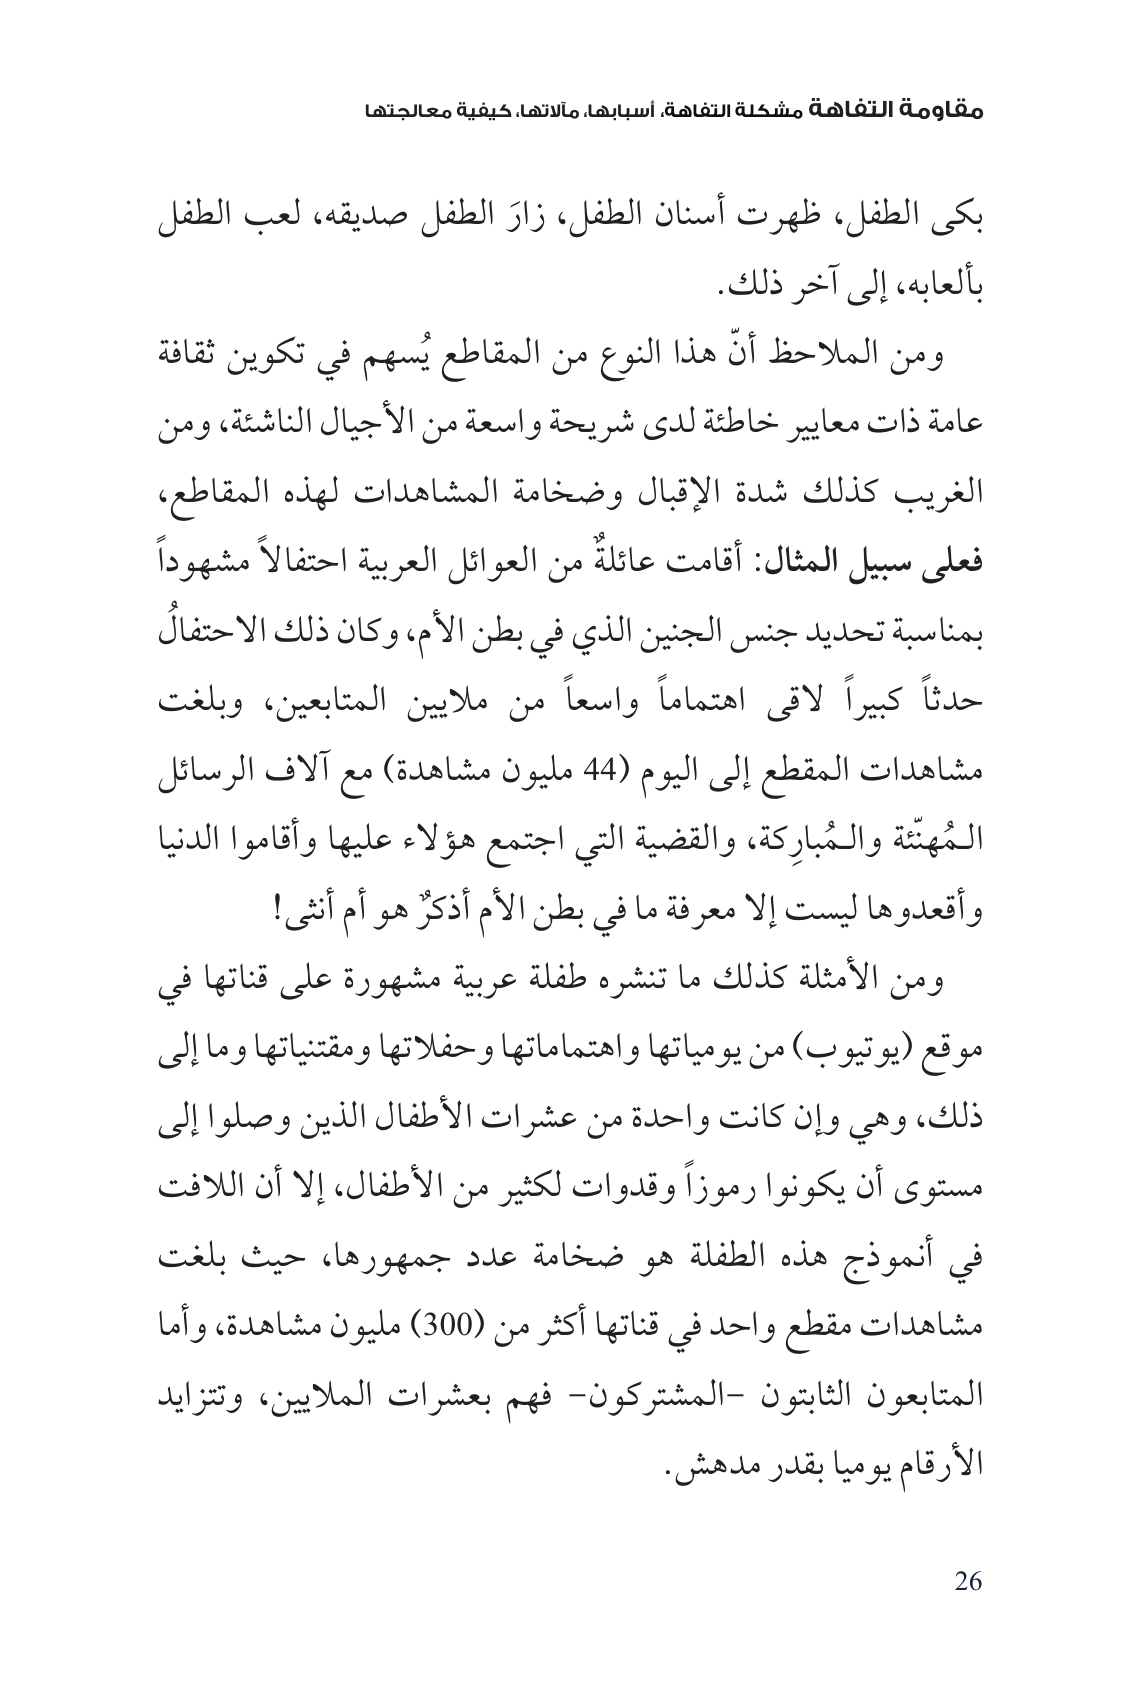 مقاومة التفاهة مشكلة التفاهة، أسبابها، مآلاتها، كيفية معالجتها
بكى الطفل، ظهرت أسنان الطفل، زارَ الطفل صديقه، لعب الطفل
بألعابه، إلى آخر ذلك.
ومن الملاحظ أنّ هذا النوع من المقاطع يُسهم في تكوين ثقافة
عامة ذات معايير خاطئة لدى شريحة واسعة من الأجيال الناشئة، ومن
الغريب كذلك شدة الإقبال وضخامة المشاهدات لهذه المقاطع،
فعلى سبيل المثال: أقامت عائلةٌ من العوائل العربية احتفالاً مشهوداً
بمناسبة تحديد جنس الجنين الذي في بطن الأم، وكان ذلك الاحتفالُ
حدثاً كبيراً لاقى اهتماماً واسعاً من ملايين المتابعين، وبلغت
مشاهدات المقطع إلى اليوم (44 مليون مشاهدة) مع آلاف الرسائل
الـمُهنّئة والـمُبارِكة، والقضية التي اجتمع هؤلاء عليها وأقاموا الدنيا
وأقعدوها ليست إلا معرفة ما في بطن الأم أذكرٌ هو أم أنثى!
ومن الأمثلة كذلك ما تنشره طفلة عربية مشهورة على قناتها في
موقع (يوتيوب) من يومياتها واهتماماتها وحفلاتها ومقتنياتها وما إلى
ذلك، وهي وإن كانت واحدة من عشرات الأطفال الذين وصلوا إلى
مستوى أن يكونوا رموزاً وقدوات لكثير من الأطفال، إلا أن اللافت
في أنموذج هذه الطفلة هو ضخامة عدد جمهورها، حيث بلغت
مشاهدات مقطع واحد في قناتها أكثر من (300) مليون مشاهدة، وأما
المتابعون الثابتون –المشتركون– فهم بعشرات الملايين، وتتزايد
الأرقام يوميا بقدر مدهش.
26